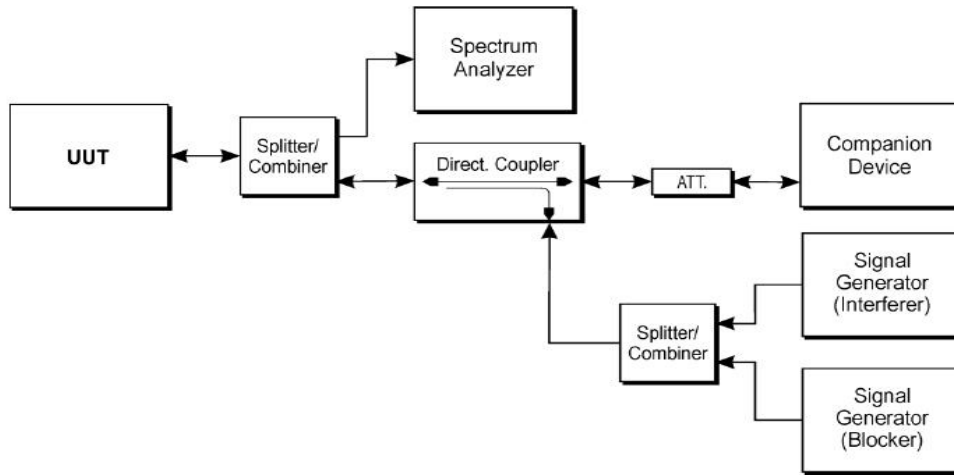 Spectrum
Analyzer
UUT
Splitter/
Combiner
Direct. Coupler
ATT.
Companion
Device
Signal
Generator
(Interferer)
Splitter/
Combiner
Signal
Generator
(Blocker)